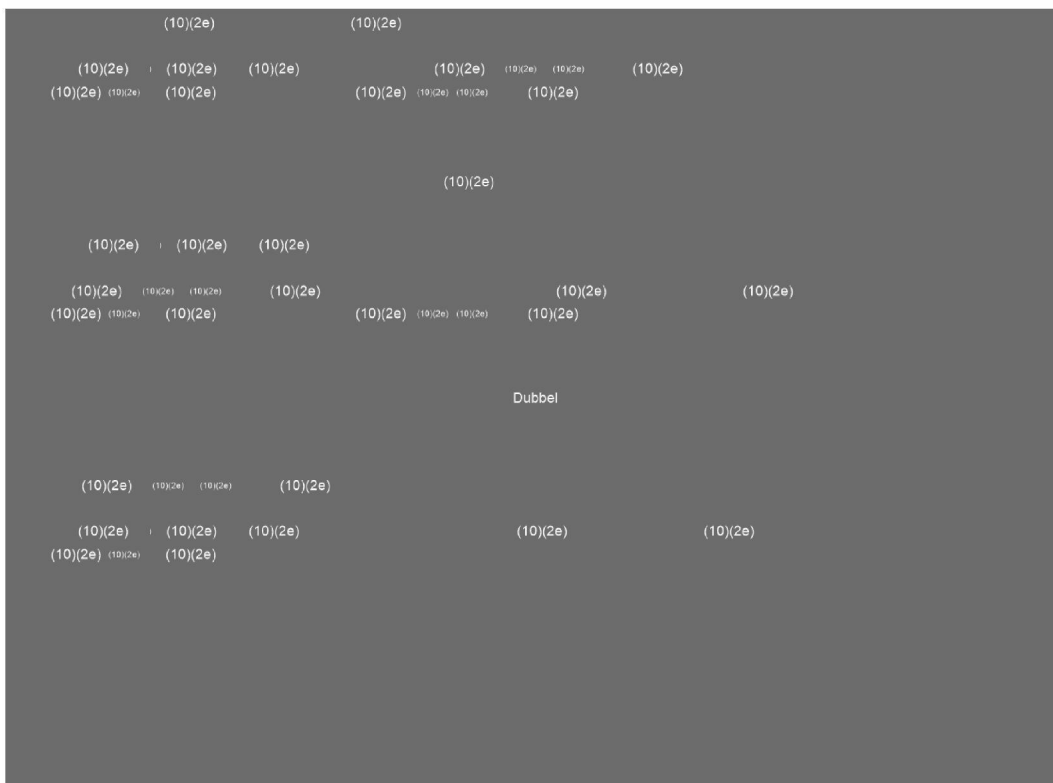 (10)(2e) (10)(2e)
(10)(2e) (10)(2e) (10)(2e) (10)(2e) (10)(2e) (10)(2e) (10)(2e)
(10)(2e) (10)(2e) (10)(2e) (10)(2e) (10)(2e) (10)(2e) (10)(2e)
(10)(2e)
(10)(2e) (10)(2e) (10)(2e)
(10)(2e) (10)(2e) (10)(2e) (10)(2e) (10)(2e) (10)(2e)
(10)(2e) (10)(2e) (10)(2e) (10)(2e) (10)(2e) (10)(2e) (10)(2e)
Dubbel
(10)(2e) (10)(2e) (10)(2e) (10)(2e)
(10)(2e) (10)(2e) (10)(2e) (10)(2e) (10)(2e)
(10)(2e) (10)(2e) (10)(2e)